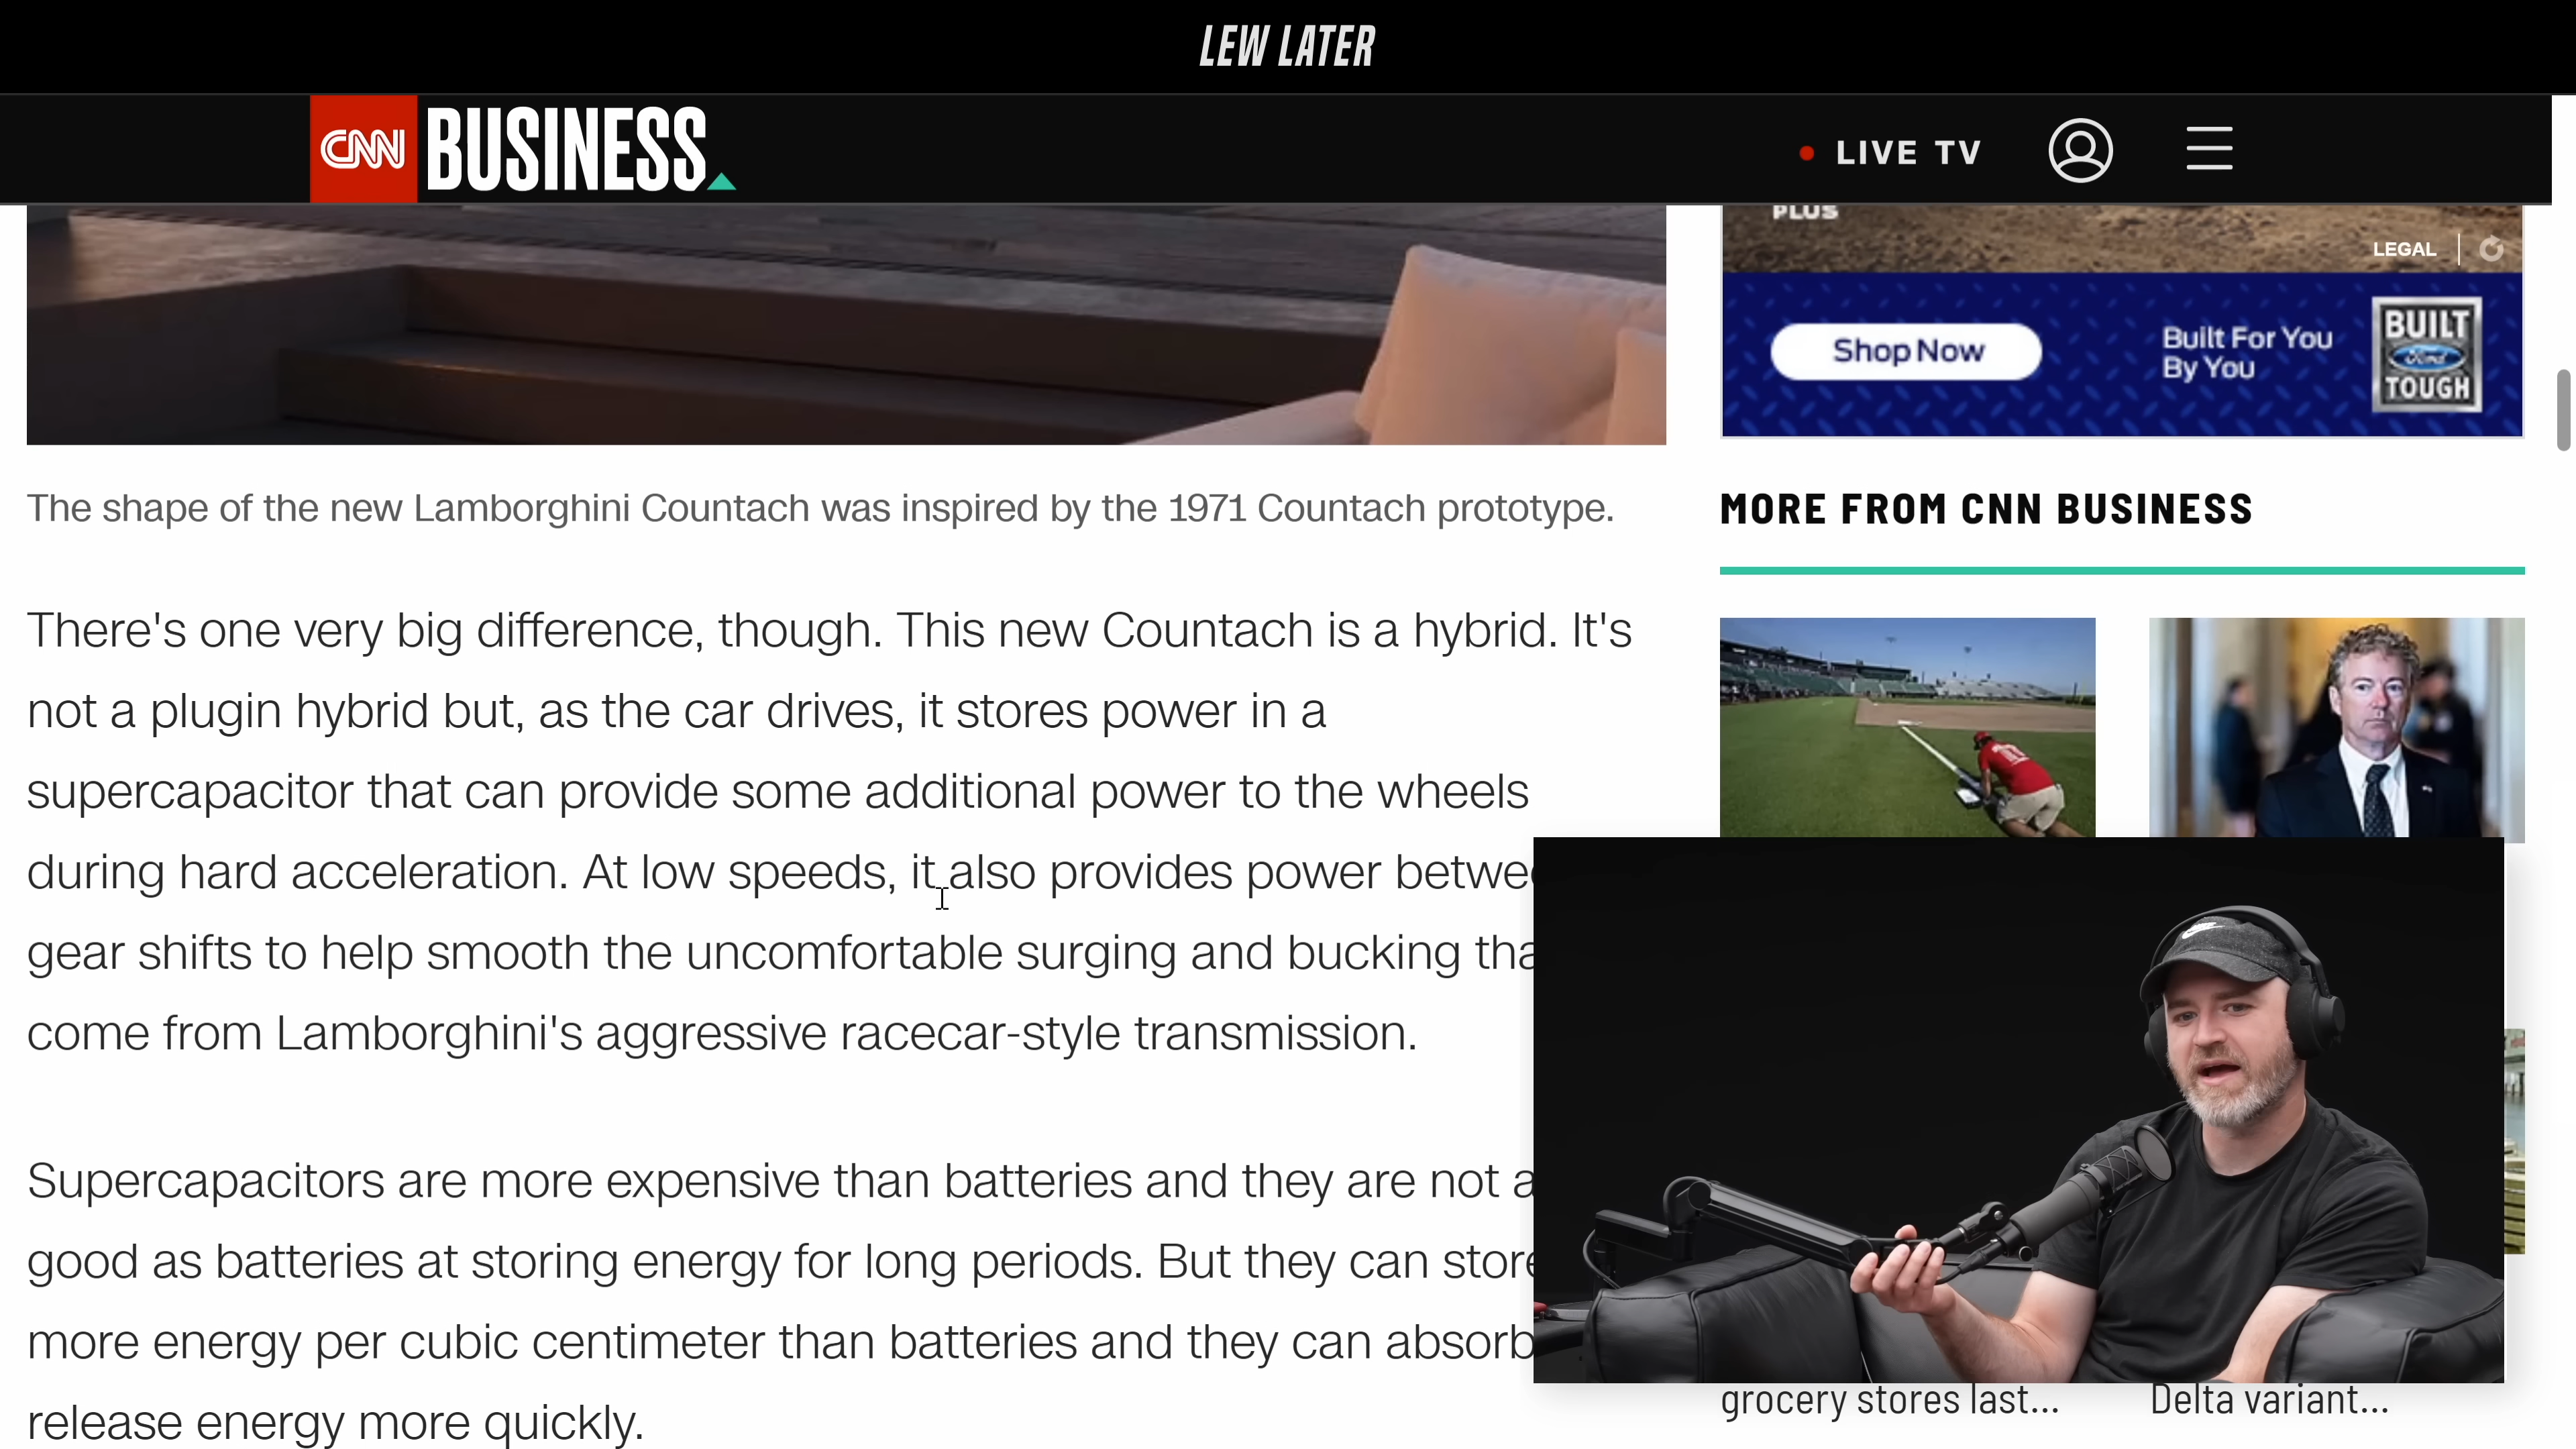 LEW LATER
CNN BUSINESS
LIVE TV
PLUS
LEGAL
Shop Now
Built For You
By You
BUILT
Ford
TOUGH
The shape of the new Lamborghini Countach was inspired by the 1971 Countach prototype.
MORE FROM CNN BUSINESS
There's one very big difference, though. This new Countach is a hybrid. It's
not a plugin hybrid but, as the car drives, it stores power in a
supercapacitor that can provide some additional power to the wheels
during hard acceleration. At low speeds, it also provides power
gear shifts to help smooth the uncomfortable surging and bucking
come from Lamborghini's aggressive racecar-style transmission.
Supercapacitors are more expensive than batteries and they are not
good as batteries at storing energy for long periods. But they can store
more energy per cubic centimeter than batteries and they can absorb
release energy more quickly.
grocery stores last...
Delta variant...